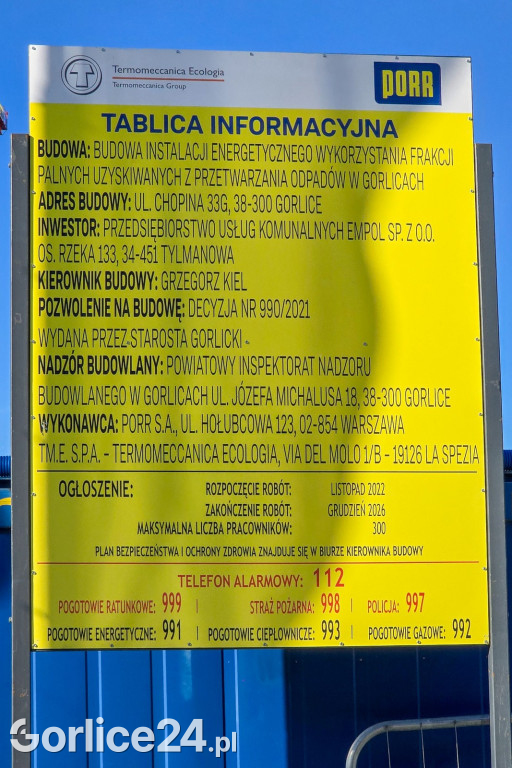 Termomeccanica Ecologia
Termomeccanica Group
PORR
TABLICA INFORMACYJNA
BUDOWA: BUDOWA INSTALACJI ENERGETYCZNEGO WYKORZYSTANIA FRAKCJI
PALNYCH UZYSKIWANYCH Z PRZETWARZANIA ODPADÓW W GORLICACH
ADRES BUDOWY: UL. CHOPINA 33G, 38-300 GORLICE
INWESTOR: PRZEDSIĘBIORSTWO USŁUG KOMUNALNYCH EMPOL SP. Z O.O.
OS. RZEKA 133, 34-451 TYLMANOWA
KIEROWNIK BUDOWY: GRZEGORZ KIEL
POZWOLENIE NA BUDOWĘ: DECYZJA NR 990/2021
WYDANA PRZEZ STAROSTA GORLICKI
NADZÓR BUDOWLANY: POWIATOWY INSPEKTORAT NADZORU
BUDOWLANEGO W GORLICACH UL. JÓZEFA MICHALUSA 18, 38-300 GORLICE
WYKONAWCA: PORR S.A., UL. HOŁUBCOWA 123, 02-854 WARSZAWA
TM.E. S.P.A. – TERMOMECCANICA ECOLOGIA, VIA DEL MOLO 1/B – 19126 LA SPEZIA
OGŁOSZENIE: ROZPOCZĘCIE ROBÓT: LISTOPAD 2022
ZAKOŃCZENIE ROBÓT: GRUDZIEŃ 2026
MAKSYMALNA LICZBA PRACOWNIKÓW: 300
PLAN BEZPIECZEŃSTWA I OCHRONY ZDROWIA ZNAJDUJE SIĘ W BIURZE KIEROWNIKA BUDOWY
TELEFON ALARMOWY: 112
POGOTOWIE RATUNKOWE: 999 | STRAŻ POŻARNA: 998 | POLICJA: 997
POGOTOWIE ENERGETYCZNE: 991 | POGOTOWIE CIEPŁOWNICZE: 993 | POGOTOWIE GAZOWE: 992
Gorlice24.pl